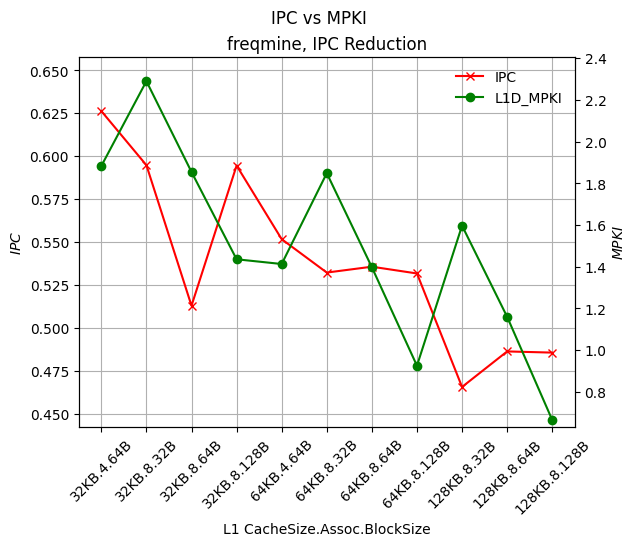 IPC vs MPKI
freqmine, IPC Reduction
IPC
L1D_MPKI
0.650
0.625
0.600
0.575
0.550
0.525
0.500
0.475
0.450
IPC
2.4
2.2
2.0
1.8
1.6
1.4
1.2
1.0
0.8
MPKI
32KB.4.64B
32KB.8.32B
32KB.8.64B
32KB.8.128B
64KB.4.64B
64KB.8.32B
64KB.8.64B
64KB.8.128B
128KB.8.32B
128KB.8.64B
128KB.8.128B
L1 CacheSize.Assoc.BlockSize